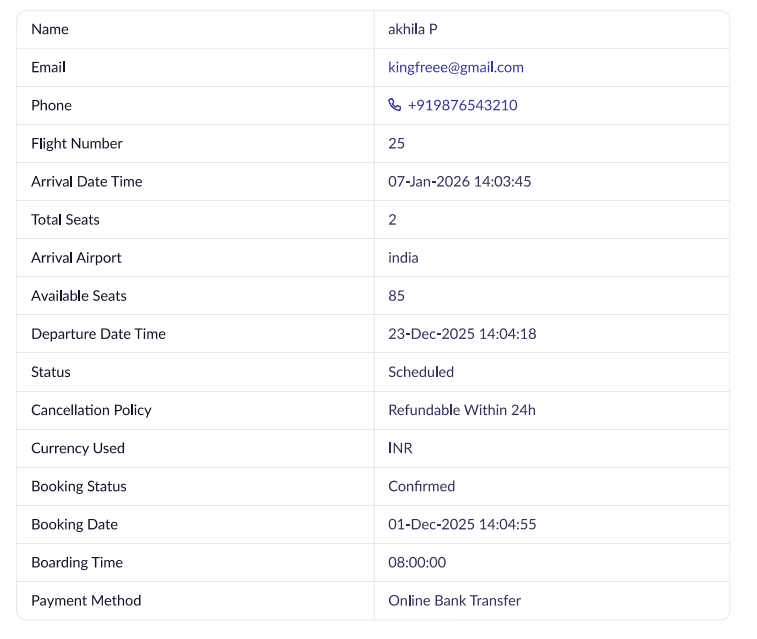 Name akhila P
Email kingfreee@gmail.com
Phone +919876543210
Flight Number 25
Arrival Date Time 07-Jan-2026 14:03:45
Total Seats 2
Arrival Airport india
Available Seats 85
Departure Date Time 23-Dec-2025 14:04:18
Status Scheduled
Cancellation Policy Refundable Within 24h
Currency Used INR
Booking Status Confirmed
Booking Date 01-Dec-2025 14:04:55
Boarding Time 08:00:00
Payment Method Online Bank Transfer